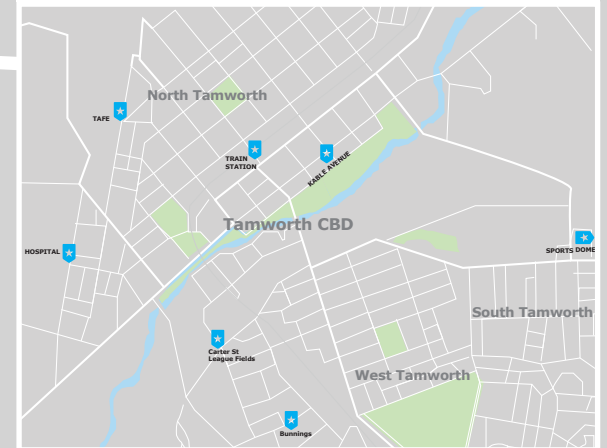 North Tamworth
TAFE
TRAIN
STATION
KABLE AVENUE
Tamworth CBD
HOSPITAL
SPORTS DOME
South Tamworth
Carter St
League Fields
West Tamworth
Bunnings